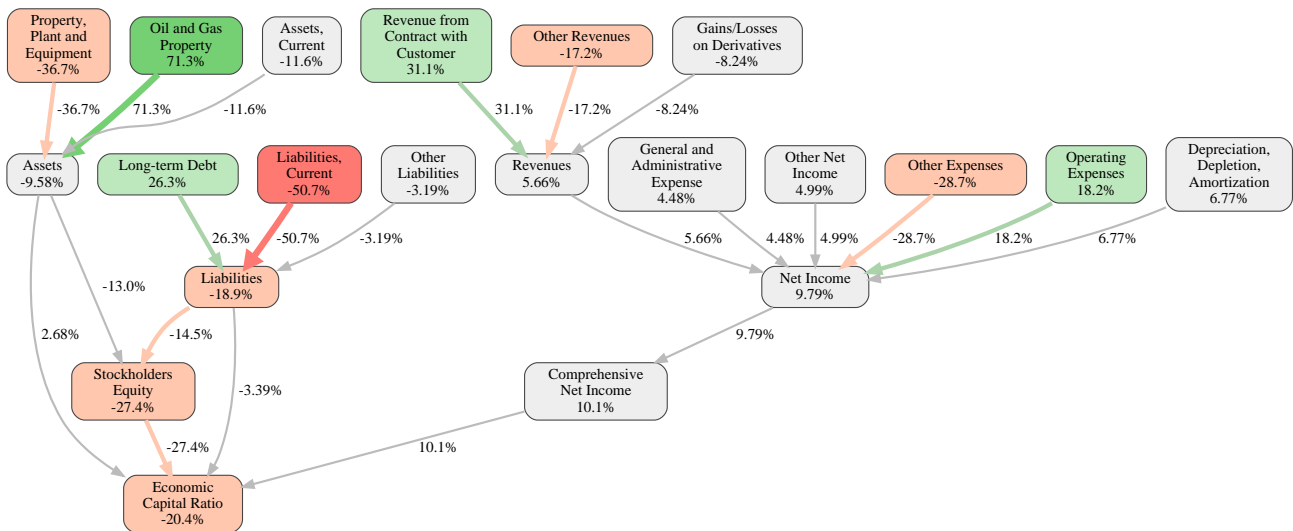 Property,
Plant and
Equipment
-36.7%
Oil and Gas
Property
71.3%
Assets,
Current
-11.6%
Revenue from
Contract with
Customer
31.1%
Other Revenues
-17.2%
Gains/Losses
on Derivatives
-8.24%
-36.7%
71.3%
-11.6%
31.1%
-17.2%
-8.24%
Assets
-9.58%
Long-term Debt
26.3%
Liabilities,
Current
-50.7%
Other
Liabilities
-3.19%
Revenues
5.66%
General and
Administrative
Expense
4.48%
Other Net
Income
4.99%
Other Expenses
-28.7%
Operating
Expenses
18.2%
Depreciation,
Depletion,
Amortization
6.77%
26.3%
-50.7%
-3.19%
5.66%
4.48%
4.99%
-28.7%
18.2%
6.77%
-13.0%
Liabilities
-18.9%
Net Income
9.79%
2.68%
-14.5%
9.79%
Stockholders
Equity
-27.4%
-3.39%
Comprehensive
Net Income
10.1%
-27.4%
10.1%
Economic
Capital Ratio
-20.4%